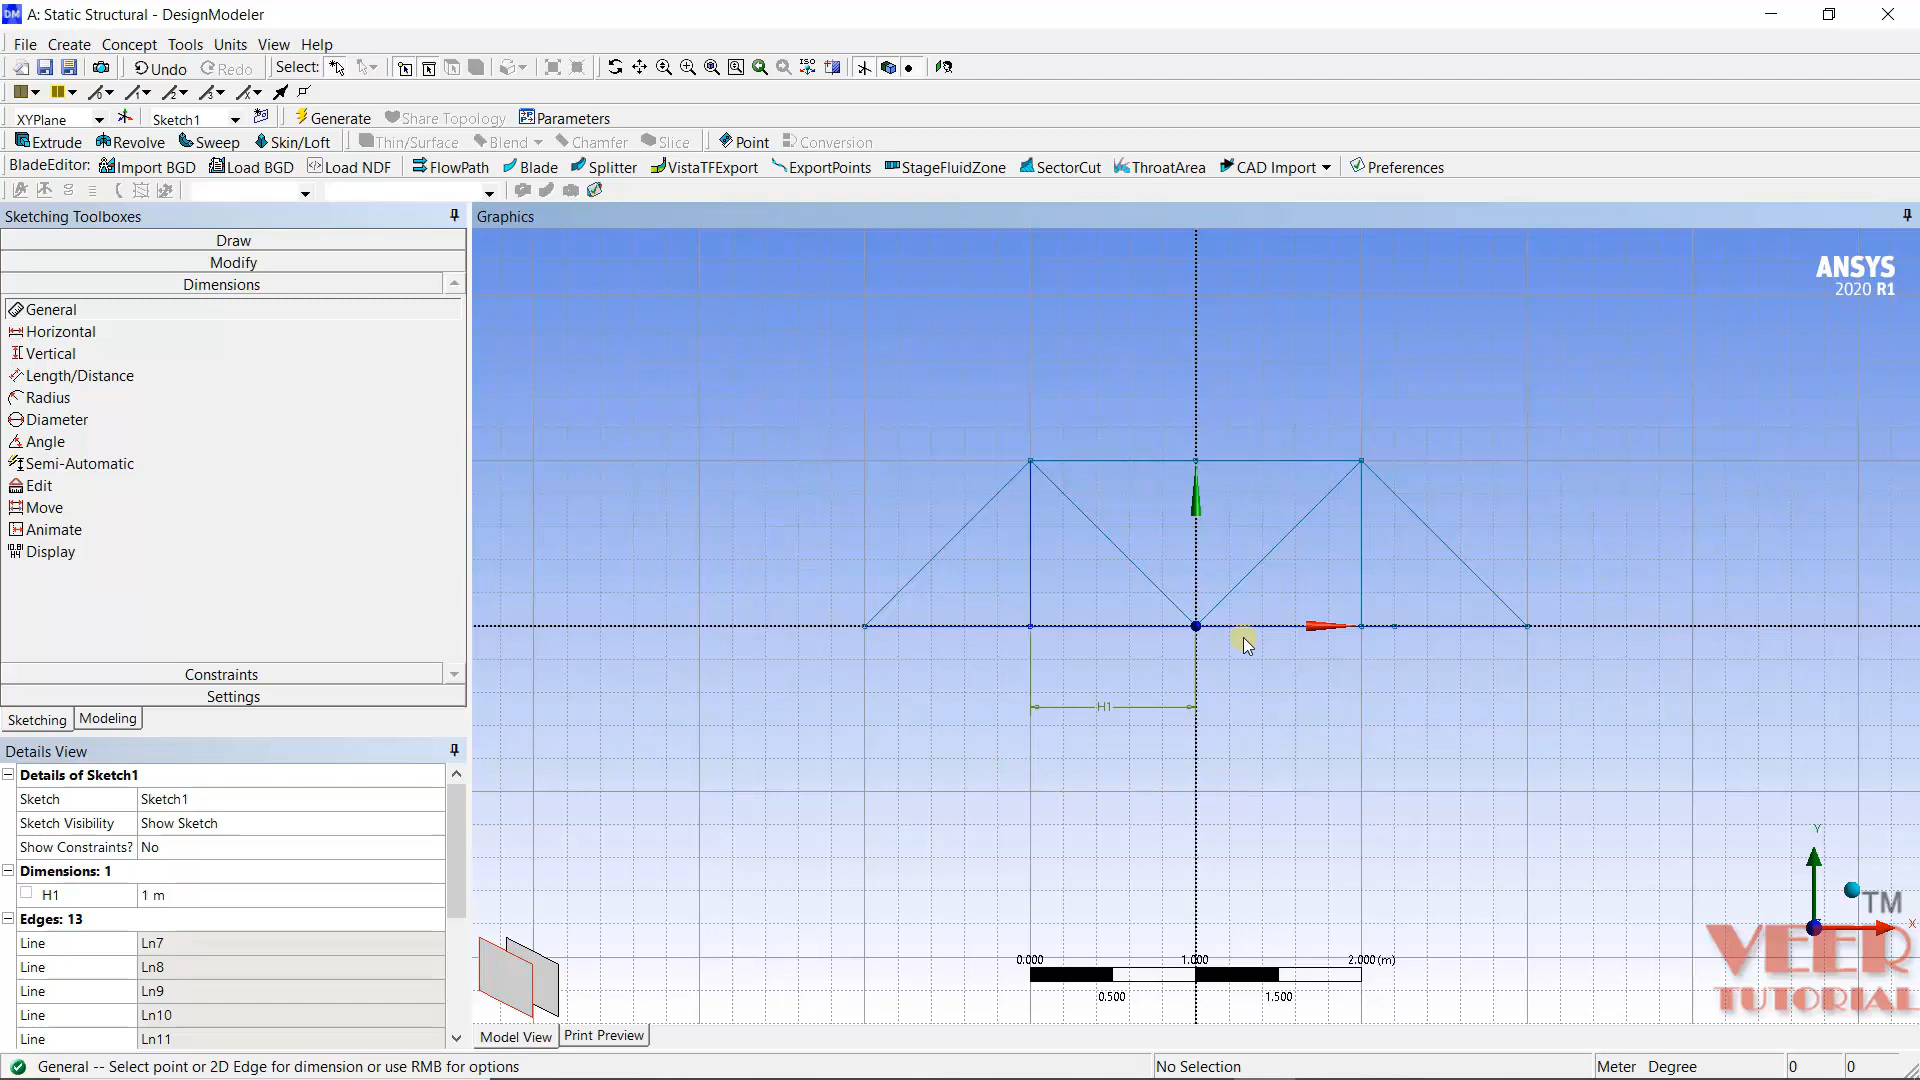 A: Static Structural - DesignModeler
File Create Concept Tools Units View Help
Undo Redo Select:
XYPlane Sketch1 Generate Share Topology Parameters
Extrude Revolve Sweep Skin/Loft Thin/Surface Blend Chamfer Slice Point Conversion
BladeEditor: Import BGD Load BGD Load NDF FlowPath Blade Splitter VistaTFExport ExportPoints StageFluidZone SectorCut ThroatArea CAD Import Preferences
Sketching Toolboxes
Draw
Modify
Dimensions
General
Horizontal
Vertical
Length/Distance
Radius
Diameter
Angle
Semi-Automatic
Edit
Move
Animate
Display
Constraints
Settings
Sketching Modeling
Details View
Details of Sketch1
Sketch Sketch1
Sketch Visibility Show Sketch
Show Constraints? No
Dimensions: 1
H1 1 m
Edges: 13
Line Ln7
Line Ln8
Line Ln9
Line Ln10
Line Ln11
Graphics
ANSYS
2020 R1
H1
0.000 1.000 2.000 (m)
0.500 1.500
Y
X
TM
VEER
TUTORIAL
Model View Print Preview
General -- Select point or 2D Edge for dimension or use RMB for options
No Selection
Meter Degree 0 0